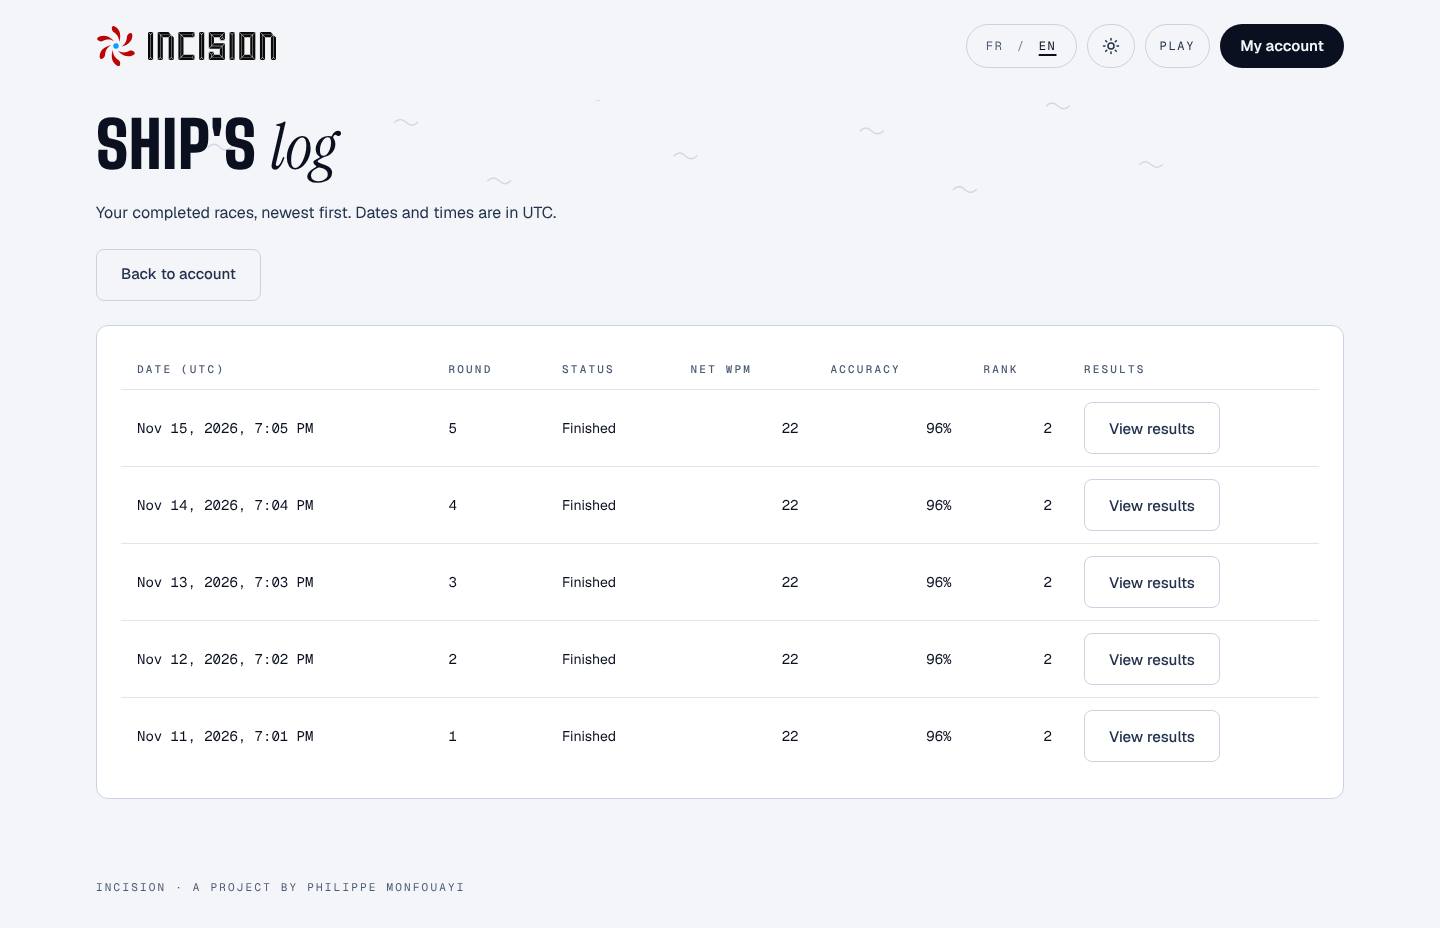 INCISION
FR / EN
PLAY
My account
SHIP'S log
Your completed races, newest first. Dates and times are in UTC.
Back to account
DATE (UTC) ROUND STATUS NET WPM ACCURACY RANK RESULTS
Nov 15, 2026, 7:05 PM 5 Finished 22 96% 2 View results
Nov 14, 2026, 7:04 PM 4 Finished 22 96% 2 View results
Nov 13, 2026, 7:03 PM 3 Finished 22 96% 2 View results
Nov 12, 2026, 7:02 PM 2 Finished 22 96% 2 View results
Nov 11, 2026, 7:01 PM 1 Finished 22 96% 2 View results
INCISION · A PROJECT BY PHILIPPE MONFOUAYI